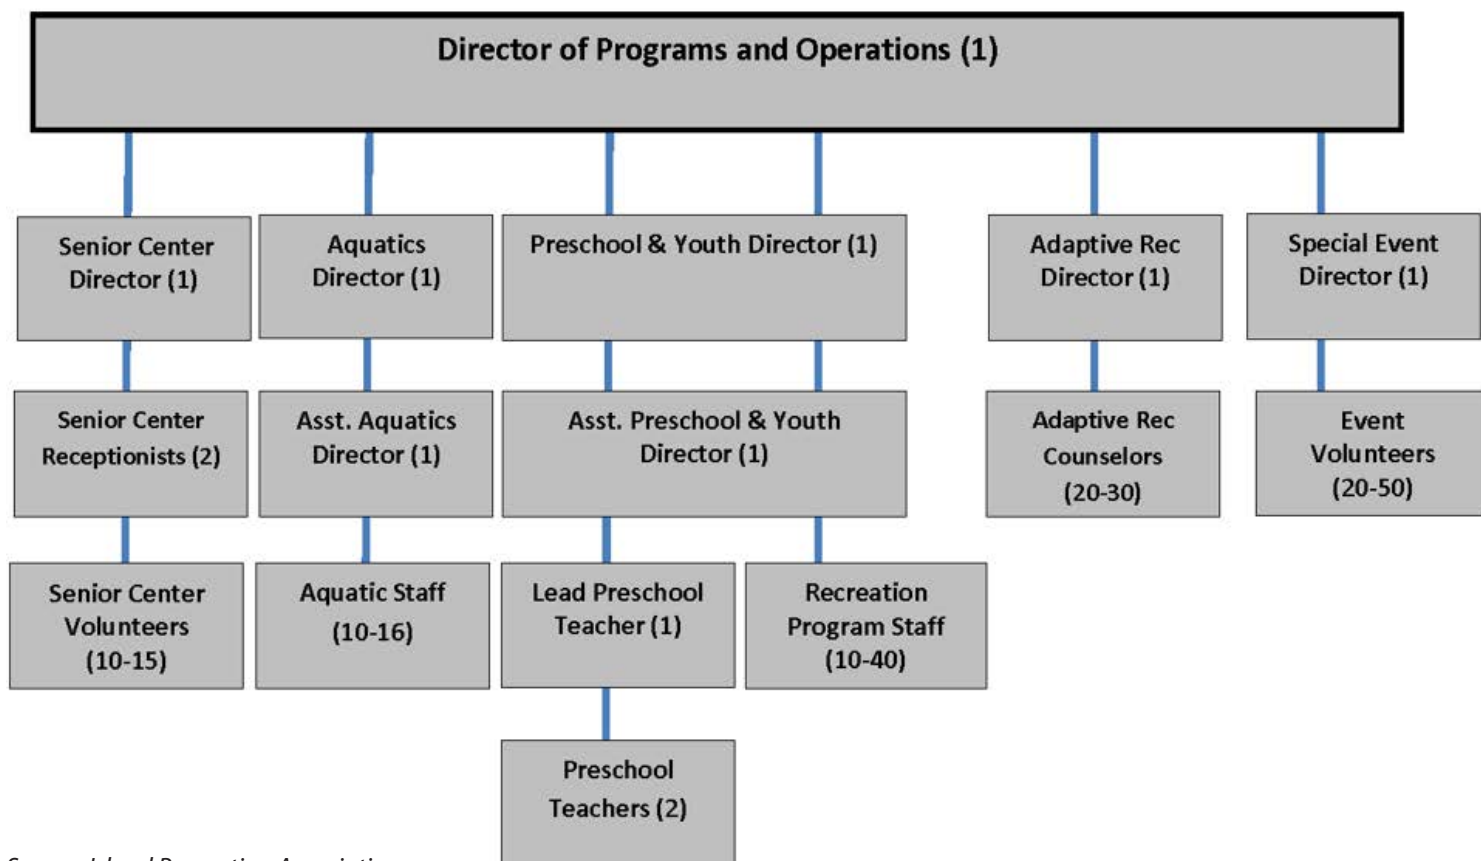 Director of Programs and Operations (1)
Senior Center
Director (1)
Aquatics
Director (1)
Preschool & Youth Director (1)
Adaptive Rec
Director (1)
Special Event
Director (1)
Senior Center
Receptionists (2)
Asst. Aquatics
Director (1)
Asst. Preschool & Youth
Director (1)
Adaptive Rec
Counselors
(20-30)
Event
Volunteers
(20-50)
Senior Center
Volunteers
(10-15)
Aquatic Staff
(10-16)
Lead Preschool
Teacher (1)
Recreation
Program Staff
(10-40)
Preschool
Teachers (2)